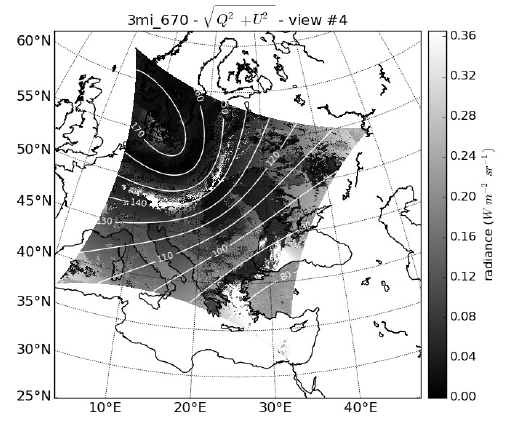 3mi_670 - √Q² + U² - view #4
60°N
55°N
50°N
45°N
40°N
35°N
30°N
25°N
10°E
20°E
30°E
40°E
170
140
130
110
100
110
80
0.36
0.32
0.28
0.24
0.20
0.16
0.12
0.08
0.04
0.00
radiance (W m⁻² sr⁻¹)